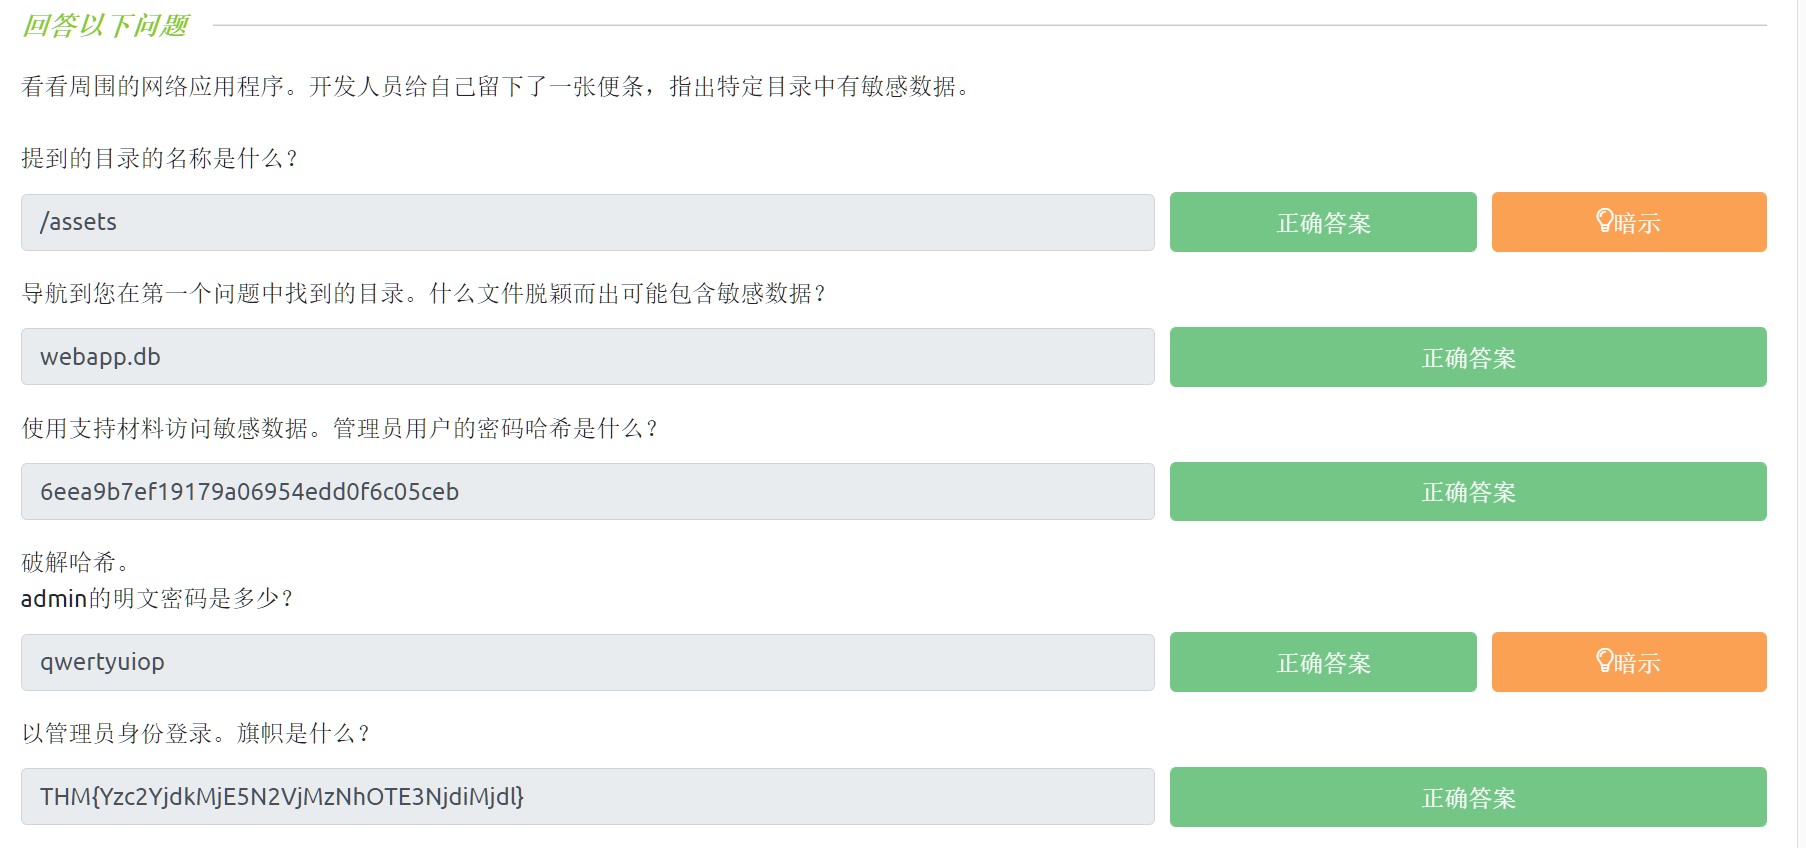 回答以下问题
看看周围的网络应用程序。开发人员给自己留下了一张便条，指出特定目录中有敏感数据。
提到的目录的名称是什么？
/assets 正确答案 暗示
导航到您在第一个问题中找到的目录。什么文件脱颖而出可能包含敏感数据？
webapp.db 正确答案
使用支持材料访问敏感数据。管理员用户的密码哈希是什么？
6eea9b7ef19179a06954edd0f6c05ceb 正确答案
破解哈希。
admin的明文密码是多少？
qwertyuiop 正确答案 暗示
以管理员身份登录。旗帜是什么？
THM{Yzc2YjdkMjE5N2VjMzNhOTE3NjdiMjdl} 正确答案